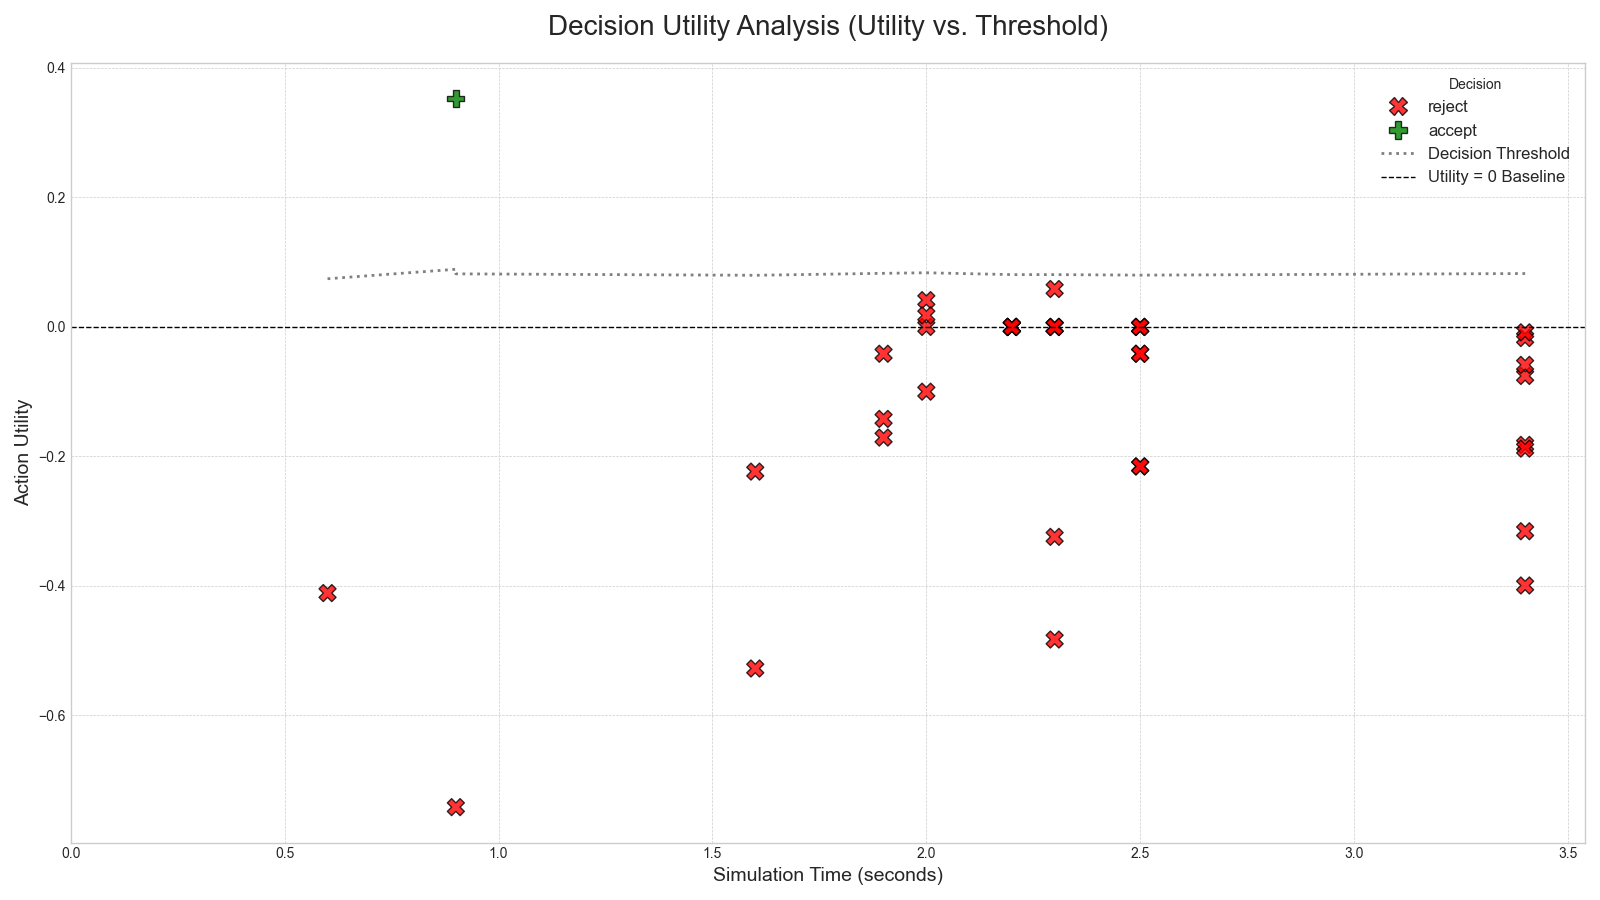 Decision Utility Analysis (Utility vs. Threshold)
Decision
reject
accept
Decision Threshold
Utility = 0 Baseline
Action Utility
0.4
0.2
0.0
−0.2
−0.4
−0.6
0.0 0.5 1.0 1.5 2.0 2.5 3.0 3.5
Simulation Time (seconds)